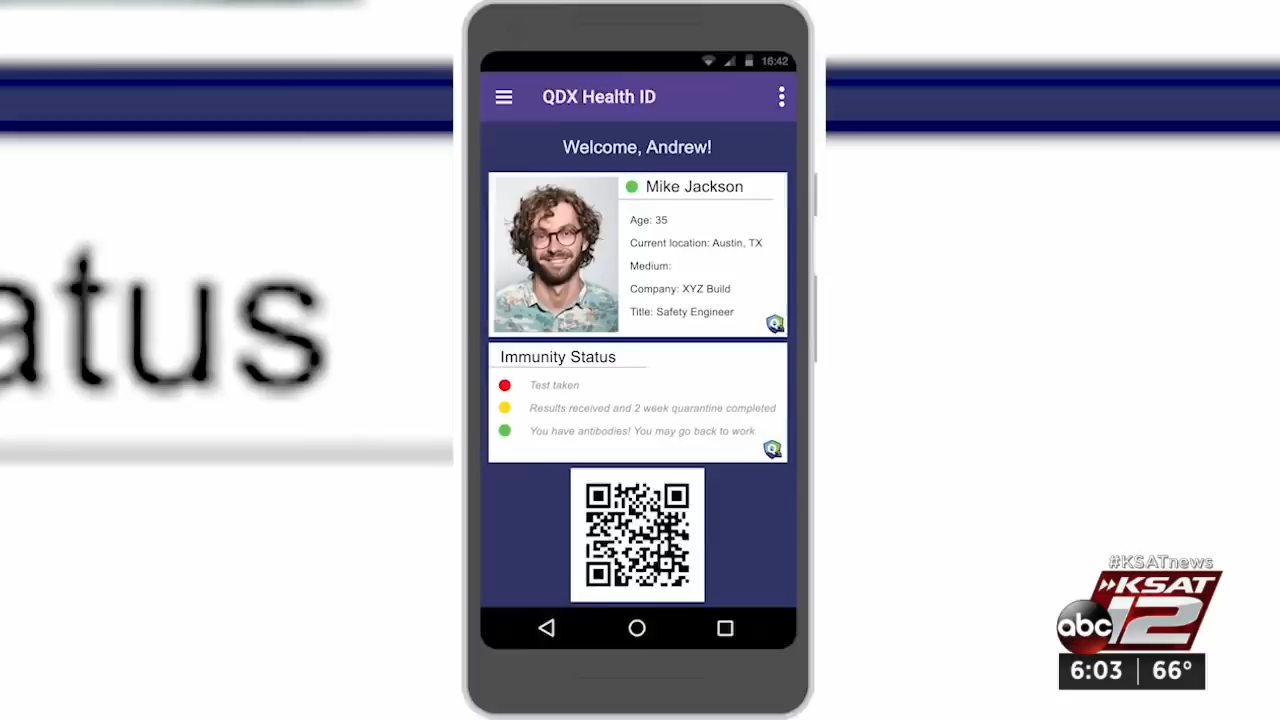 16:42
QDX Health ID
Welcome, Andrew!
Mike Jackson
Age: 35
Current location: Austin, TX
Medium:
Company: XYZ Build
Title: Safety Engineer
Immunity Status
Test taken
Results received and 2 week quarantine completed
You have antibodies! You may go back to work
atus
#KSATnews
KSAT
abc 12
6:03 66°